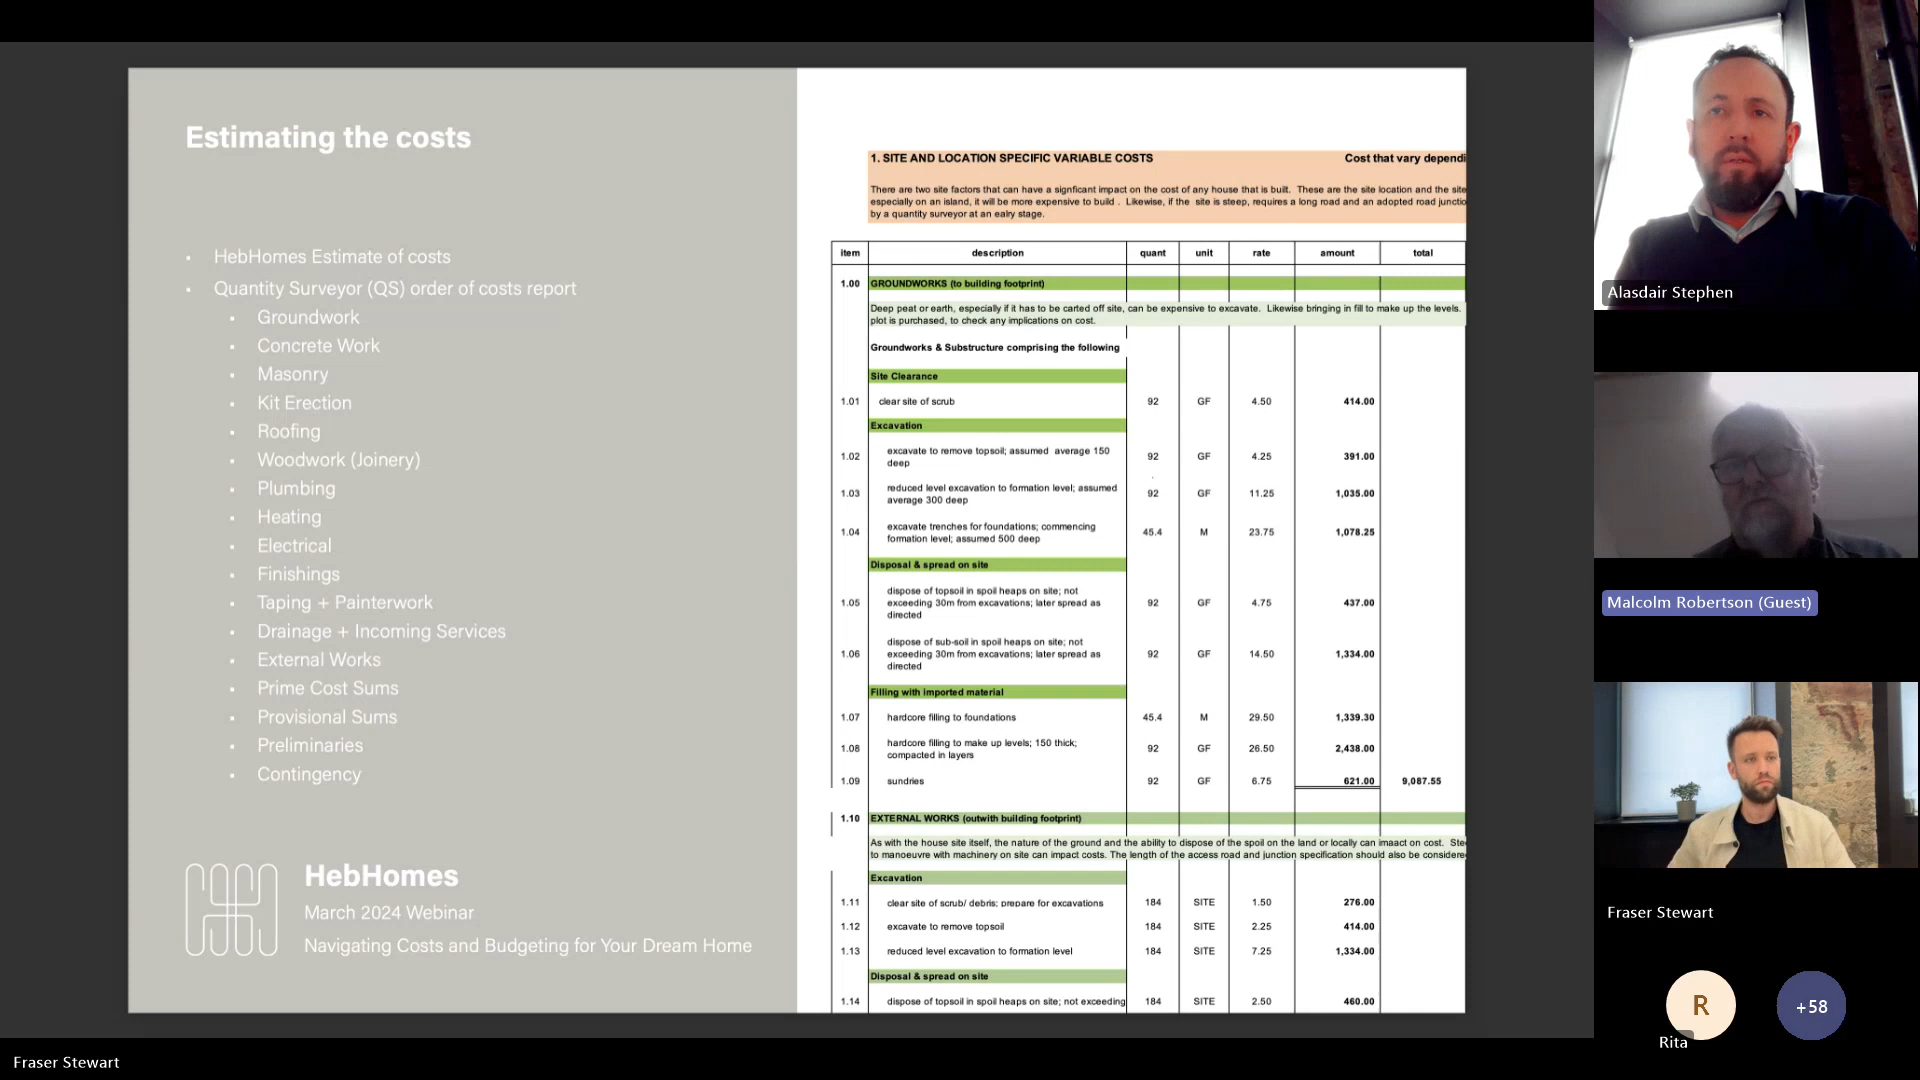 Estimating the costs
HebHomes Estimate of costs
Quantity Surveyor (QS) order of costs report
Groundwork
Concrete Work
Masonry
Kit Erection
Roofing
Woodwork (Joinery)
Plumbing
Heating
Electrical
Finishings
Taping + Painterwork
Drainage + Incoming Services
External Works
Prime Cost Sums
Provisional Sums
Preliminaries
Contingency
HebHomes
March 2024 Webinar
Navigating Costs and Budgeting for Your Dream Home
1. SITE AND LOCATION SPECIFIC VARIABLE COSTS Cost that vary dependi
There are two site factors that can have a signficant impact on the cost of any house that is built. These are the site location and the site
especially on an island, it will be more expensive to build . Likewise, if the site is steep, requires a long road and an adopted road junctio
by a quantity surveyor at an ealry stage.
item description quant unit rate amount total
1.00 GROUNDWORKS (to building footprint)
Deep peat or earth, especially if it has to be carted off site, can be expensive to excavate. Likewise bringing in fill to make up the levels.
plot is purchased, to check any implications on cost.
Groundworks & Substructure comprising the following
Site Clearance
1.01 clear site of scrub 92 GF 4.50 414.00
Excavation
1.02 excavate to remove topsoil; assumed average 150 deep 92 GF 4.25 391.00
1.03 reduced level excavation to formation level; assumed average 300 deep 92 GF 11.25 1,035.00
1.04 excavate trenches for foundations; commencing formation level; assumed 500 deep 45.4 M 23.75 1,078.25
Disposal & spread on site
1.05 dispose of topsoil in spoil heaps on site; not exceeding 30m from excavations; later spread as directed 92 GF 4.75 437.00
1.06 dispose of sub-soil in spoil heaps on site; not exceeding 30m from excavations; later spread as directed 92 GF 14.50 1,334.00
Filling with imported material
1.07 hardcore filling to foundations 45.4 M 29.50 1,339.30
1.08 hardcore filling to make up levels; 150 thick; compacted in layers 92 GF 26.50 2,438.00
1.09 sundries 92 GF 6.75 621.00 9,087.55
1.10 EXTERNAL WORKS (outwith building footprint)
As with the house site itself, the nature of the ground and the ability to dispose of the spoil on the land or locally can imaact on cost. Stee
to manoeuvre with machinery on site can impact costs. The length of the access road and junction specification should also be considere
Excavation
1.11 clear site of scrub/ debris; prepare for excavations 184 SITE 1.50 276.00
1.12 excavate to remove topsoil 184 SITE 2.25 414.00
1.13 reduced level excavation to formation level 184 SITE 7.25 1,334.00
Disposal & spread on site
1.14 dispose of topsoil in spoil heaps on site; not exceeding 184 SITE 2.50 460.00
Alasdair Stephen
Malcolm Robertson (Guest)
Fraser Stewart
R
Rita
+58
Fraser Stewart